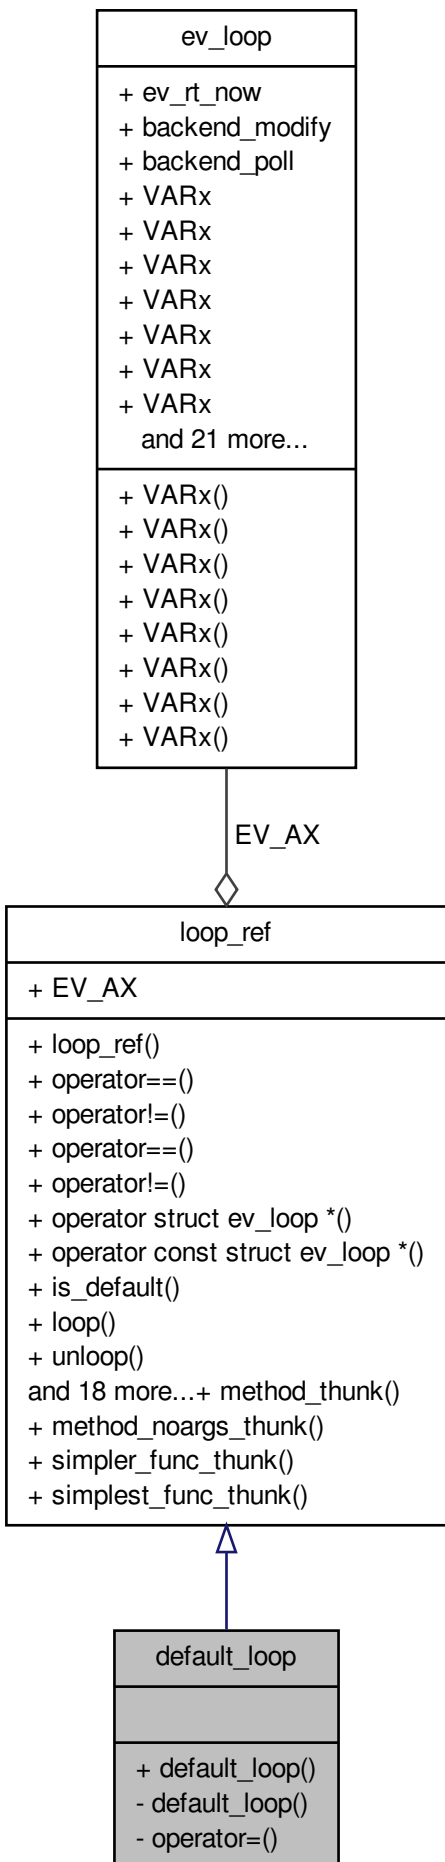 ev_loop
+ ev_rt_now
+ backend_modify
+ backend_poll
+ VARx
+ VARx
+ VARx
+ VARx
+ VARx
+ VARx
+ VARx
and 21 more...
+ VARx()
+ VARx()
+ VARx()
+ VARx()
+ VARx()
+ VARx()
+ VARx()
+ VARx()
EV_AX
loop_ref
+ EV_AX
+ loop_ref()
+ operator==()
+ operator!=()
+ operator==()
+ operator!=()
+ operator struct ev_loop *()
+ operator const struct ev_loop *()
+ is_default()
+ loop()
+ unloop()
and 18 more...+ method_thunk()
+ method_noargs_thunk()
+ simpler_func_thunk()
+ simplest_func_thunk()
default_loop
+ default_loop()
- default_loop()
- operator=()